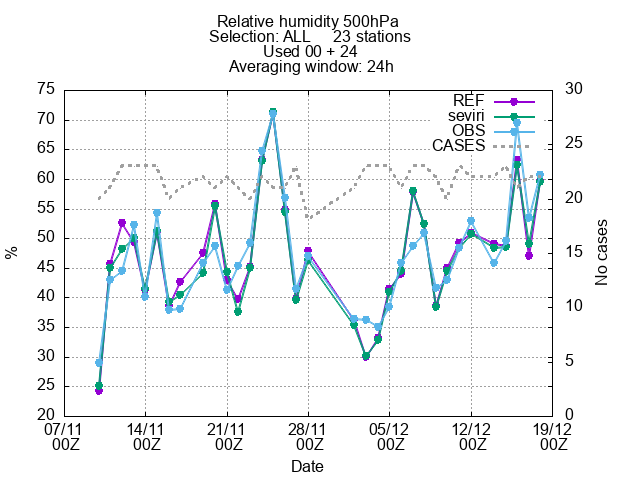 Relative humidity 500hPa
Selection: ALL 23 stations
Used 00 + 24
Averaging window: 24h
75 30
REF
70 seviri
OBS 25
65 CASES
60
20
55
50
15
45
40
10
35
30
5
25
20 0
% No cases
07/11 14/11 21/11 28/11 05/12 12/12 19/12
00Z 00Z 00Z 00Z 00Z 00Z 00Z
Date